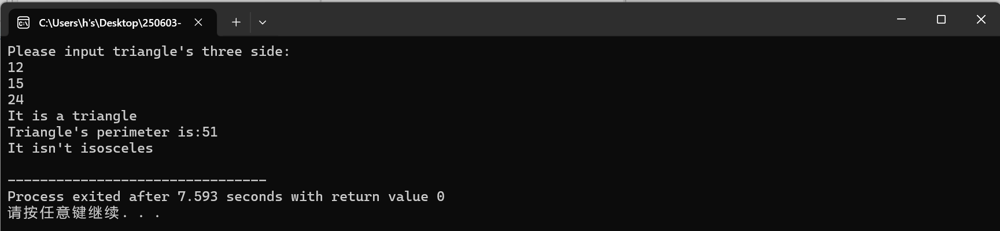 C:\Users\h's\Desktop\250603-
Please input triangle's three side:
12
15
24
It is a triangle
Triangle's perimeter is:51
It isn't isosceles
--------------------------------
Process exited after 7.593 seconds with return value 0
请按任意键继续. . .